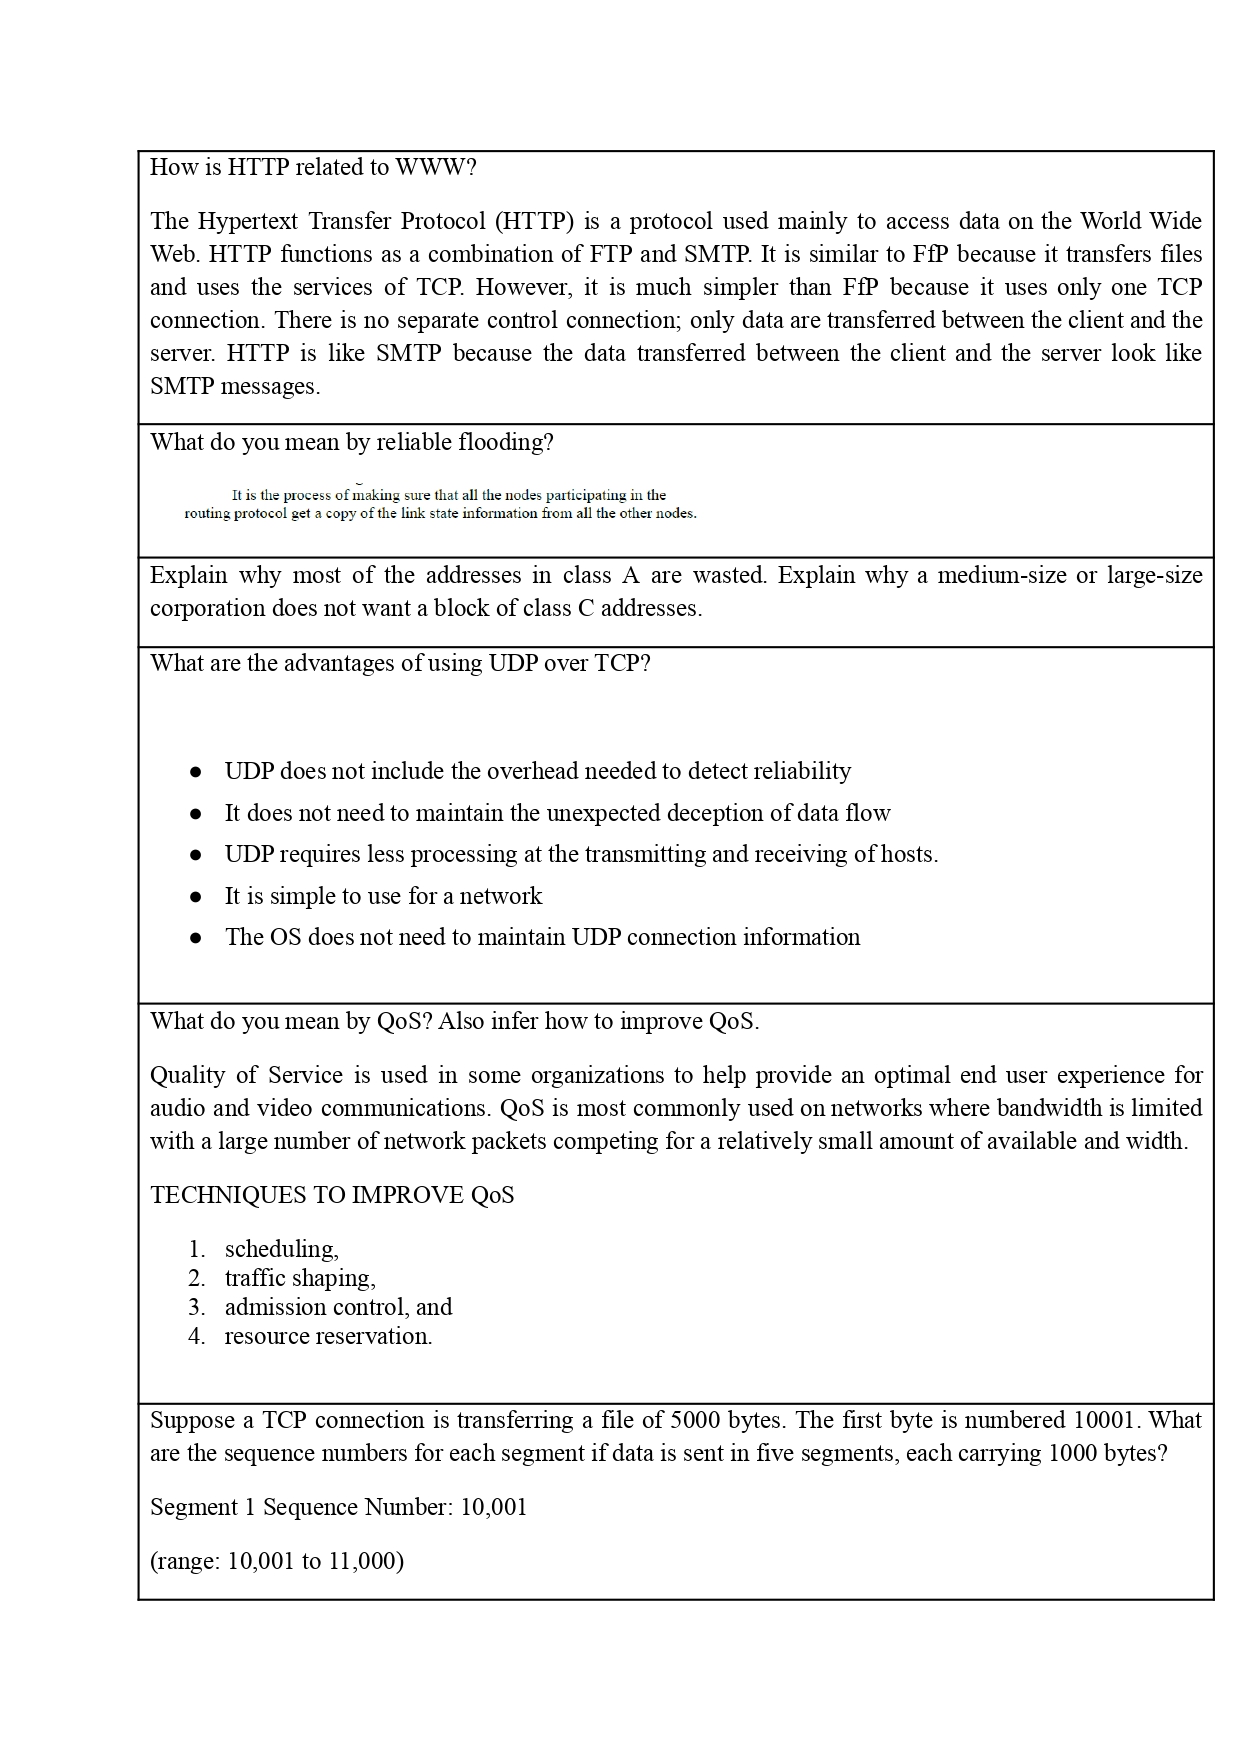 How is HTTP related to WWW?
The Hypertext Transfer Protocol (HTTP) is a protocol used mainly to access data on the World Wide
Web. HTTP functions as a combination of FTP and SMTP. It is similar to FfP because it transfers files
and uses the services of TCP. However, it is much simpler than FfP because it uses only one TCP
connection. There is no separate control connection; only data are transferred between the client and the
server. HTTP is like SMTP because the data transferred between the client and the server look like
SMTP messages.
What do you mean by reliable flooding?
It is the process of making sure that all the nodes participating in the
routing protocol get a copy of the link state information from all the other nodes.
Explain why most of the addresses in class A are wasted. Explain why a medium-size or large-size
corporation does not want a block of class C addresses.
What are the advantages of using UDP over TCP?
● UDP does not include the overhead needed to detect reliability
● It does not need to maintain the unexpected deception of data flow
● UDP requires less processing at the transmitting and receiving of hosts.
● It is simple to use for a network
● The OS does not need to maintain UDP connection information
What do you mean by QoS? Also infer how to improve QoS.
Quality of Service is used in some organizations to help provide an optimal end user experience for
audio and video communications. QoS is most commonly used on networks where bandwidth is limited
with a large number of network packets competing for a relatively small amount of available and width.
TECHNIQUES TO IMPROVE QoS
1. scheduling,
2. traffic shaping,
3. admission control, and
4. resource reservation.
Suppose a TCP connection is transferring a file of 5000 bytes. The first byte is numbered 10001. What
are the sequence numbers for each segment if data is sent in five segments, each carrying 1000 bytes?
Segment 1 Sequence Number: 10,001
(range: 10,001 to 11,000)